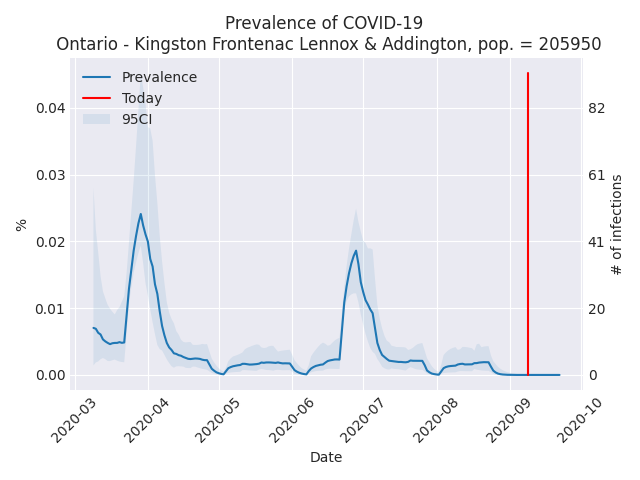 Prevalence of COVID-19
Ontario - Kingston Frontenac Lennox & Addington, pop. = 205950
Prevalence
Today
95CI
0.04
0.03
0.02
0.01
0.00
%
82
61
41
20
0
# of infections
2020-03
2020-04
2020-05
2020-06
2020-07
2020-08
2020-09
2020-10
Date